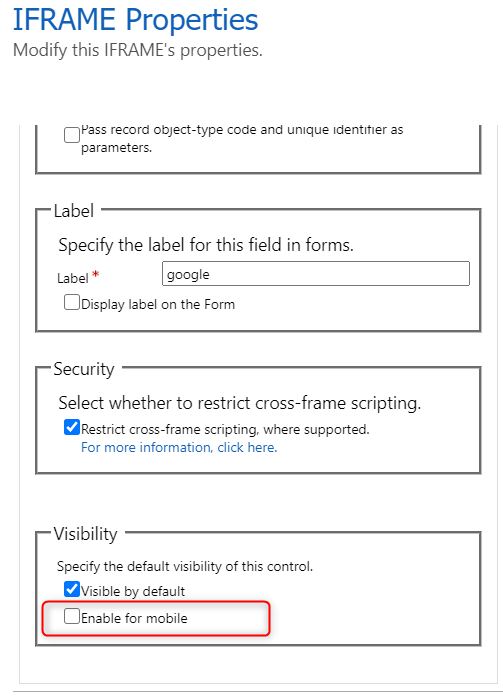 IFRAME Properties
Modify this IFRAME's properties.
Pass record object-type code and unique identifier as
parameters.
Label
Specify the label for this field in forms.
Label *
google
Display label on the Form
Security
Select whether to restrict cross-frame scripting.
Restrict cross-frame scripting, where supported.
For more information, click here.
Visibility
Specify the default visibility of this control.
Visible by default
Enable for mobile